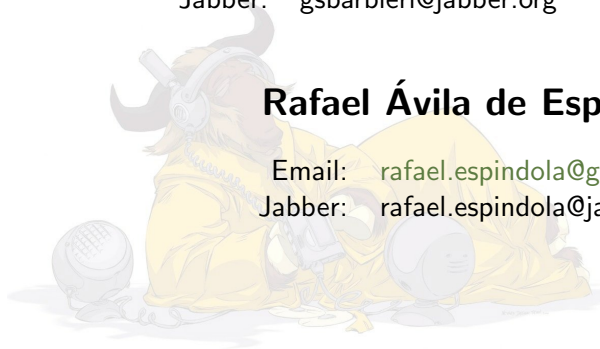 Jabber: gsbarbieri@jabber.org
Rafael Ávila de Esp
Email: rafael.espindola@g
Jabber: rafael.espindola@ja